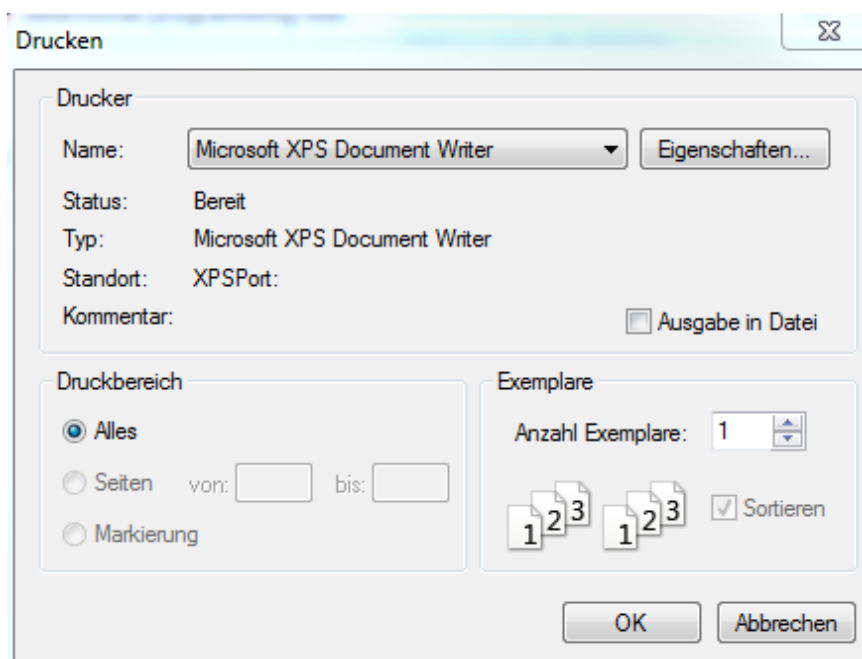 Drucken
Drucker
Name: Microsoft XPS Document Writer Eigenschaften...
Status: Bereit
Typ: Microsoft XPS Document Writer
Standort: XPSPort:
Kommentar: Ausgabe in Datei
Druckbereich
Alles
Seiten von: bis:
Markierung
Exemplare
Anzahl Exemplare: 1
1 2 3 1 2 3 Sortieren
OK Abbrechen